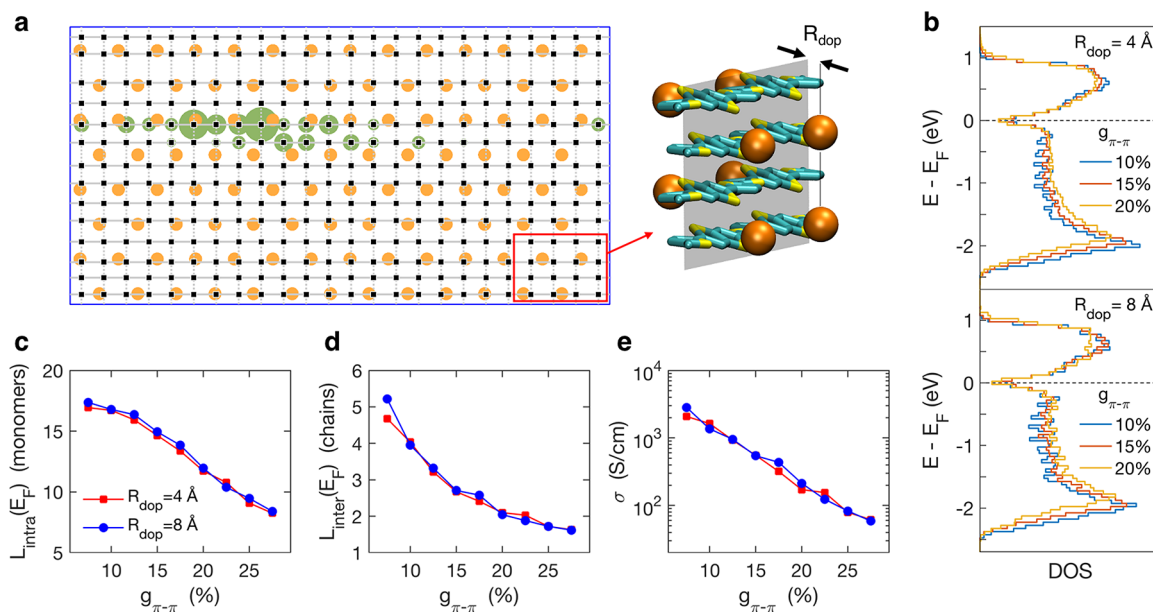 a
R_dop
b
R_dop= 4 Å
1
0
-1
-2
E - E_F (eV)
g_π-π
10%
15%
20%
R_dop= 8 Å
1
0
-1
-2
E - E_F (eV)
g_π-π
10%
15%
20%
DOS
c
20
15
10
5
L_intra(E_F) (monomers)
R_dop=4 Å
R_dop=8 Å
10 15 20 25
g_π-π (%)
d
6
5
4
3
2
1
L_inter(E_F) (chains)
10 15 20 25
g_π-π (%)
e
10^4
10^3
10^2
σ (S/cm)
10 15 20 25
g_π-π (%)